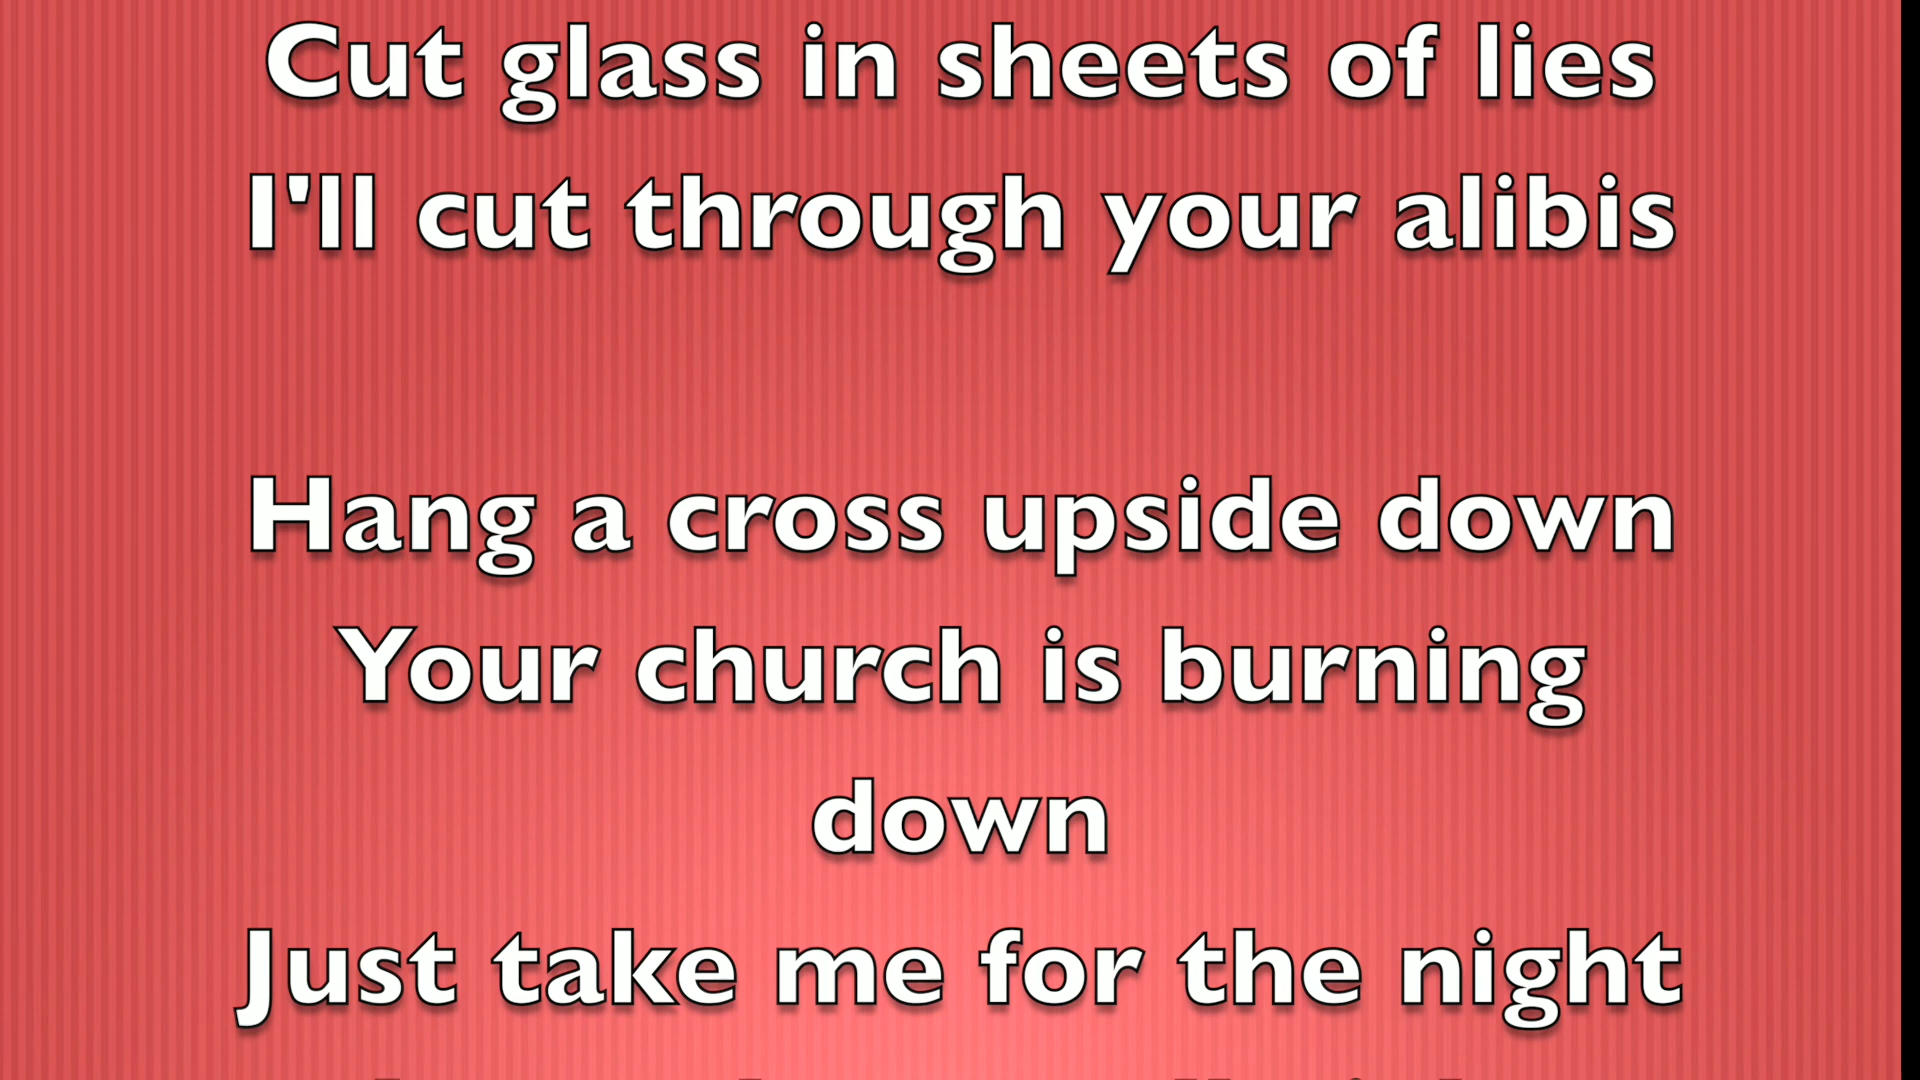 Cut glass in sheets of lies
I'll cut through your alibis
Hang a cross upside down
Your church is burning
down
Just take me for the night